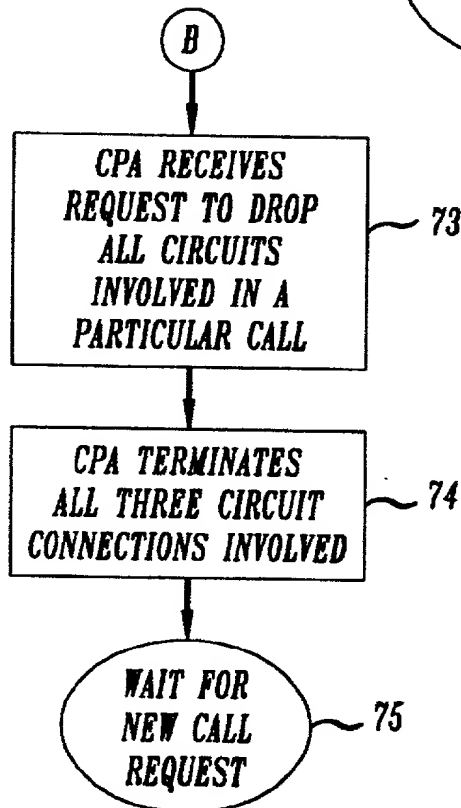 B
CPA RECEIVES
REQUEST TO DROP
ALL CIRCUITS
INVOLVED IN A
PARTICULAR CALL
73
CPA TERMINATES
ALL THREE CIRCUIT
CONNECTIONS INVOLVED
74
WAIT FOR
NEW CALL
REQUEST
75